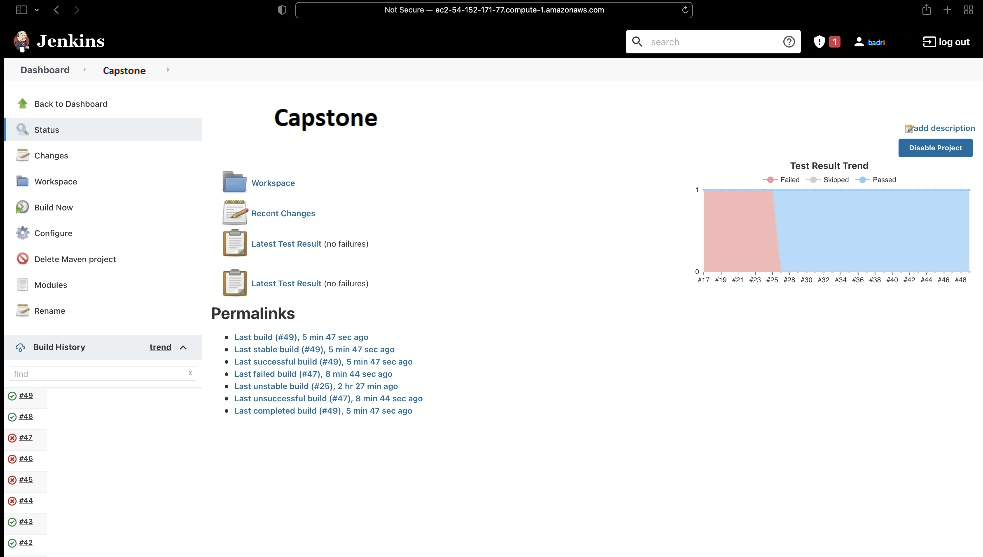 Not Secure — ec2-54-152-171-77.compute-1.amazonaws.com
Jenkins
search
1
badri
log out
Dashboard
Capstone
Back to Dashboard
Status
Changes
Workspace
Build Now
Configure
Delete Maven project
Modules
Rename
Build History
trend
find
x
#49
#48
#47
#46
#45
#44
#43
#42
Capstone
add description
Disable Project
Workspace
Recent Changes
Latest Test Result (no failures)
Latest Test Result (no failures)
Test Result Trend
Failed Skipped Passed
1
0
#17 #19 #21 #23 #25 #28 #30 #32 #34 #36 #38 #40 #42 #44 #46 #48
Permalinks
Last build (#49), 5 min 47 sec ago
Last stable build (#49), 5 min 47 sec ago
Last successful build (#49), 5 min 47 sec ago
Last failed build (#47), 8 min 44 sec ago
Last unstable build (#25), 2 hr 27 min ago
Last unsuccessful build (#47), 8 min 44 sec ago
Last completed build (#49), 5 min 47 sec ago